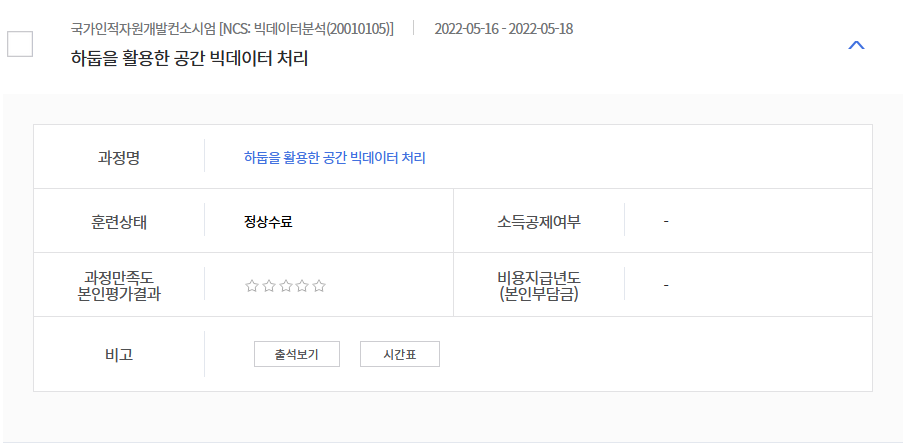 국가인적자원개발컨소시엄 [NCS: 빅데이터분석(20010105)] 2022-05-16 - 2022-05-18
하둡을 활용한 공간 빅데이터 처리
과정명 하둡을 활용한 공간 빅데이터 처리
훈련상태 정상수료 소득공제여부 -
과정만족도
본인평가결과
비용지급년도
(본인부담금)
-
비고 출석보기 시간표